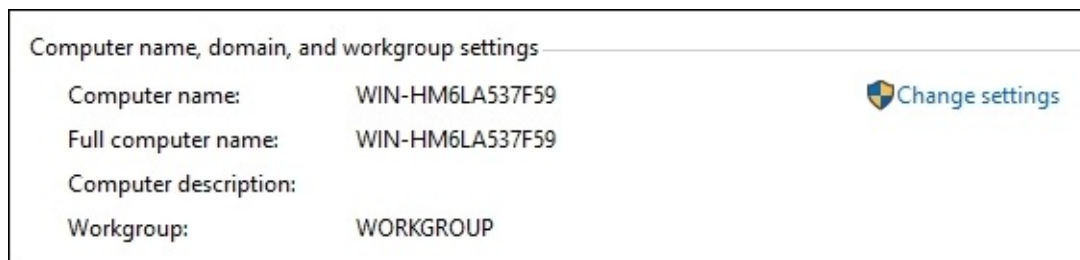 Computer name, domain, and workgroup settings
Computer name: WIN-HM6LA537F59 Change settings
Full computer name: WIN-HM6LA537F59
Computer description:
Workgroup: WORKGROUP